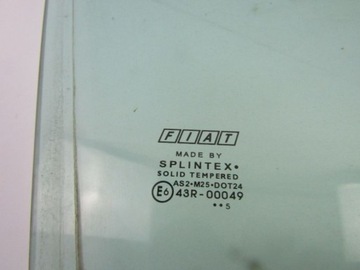 FIAT
MADE BY
SPLINTEX•
SOLID TEMPERED
AS2•M25•DOT24
E6 43R-00049
••5